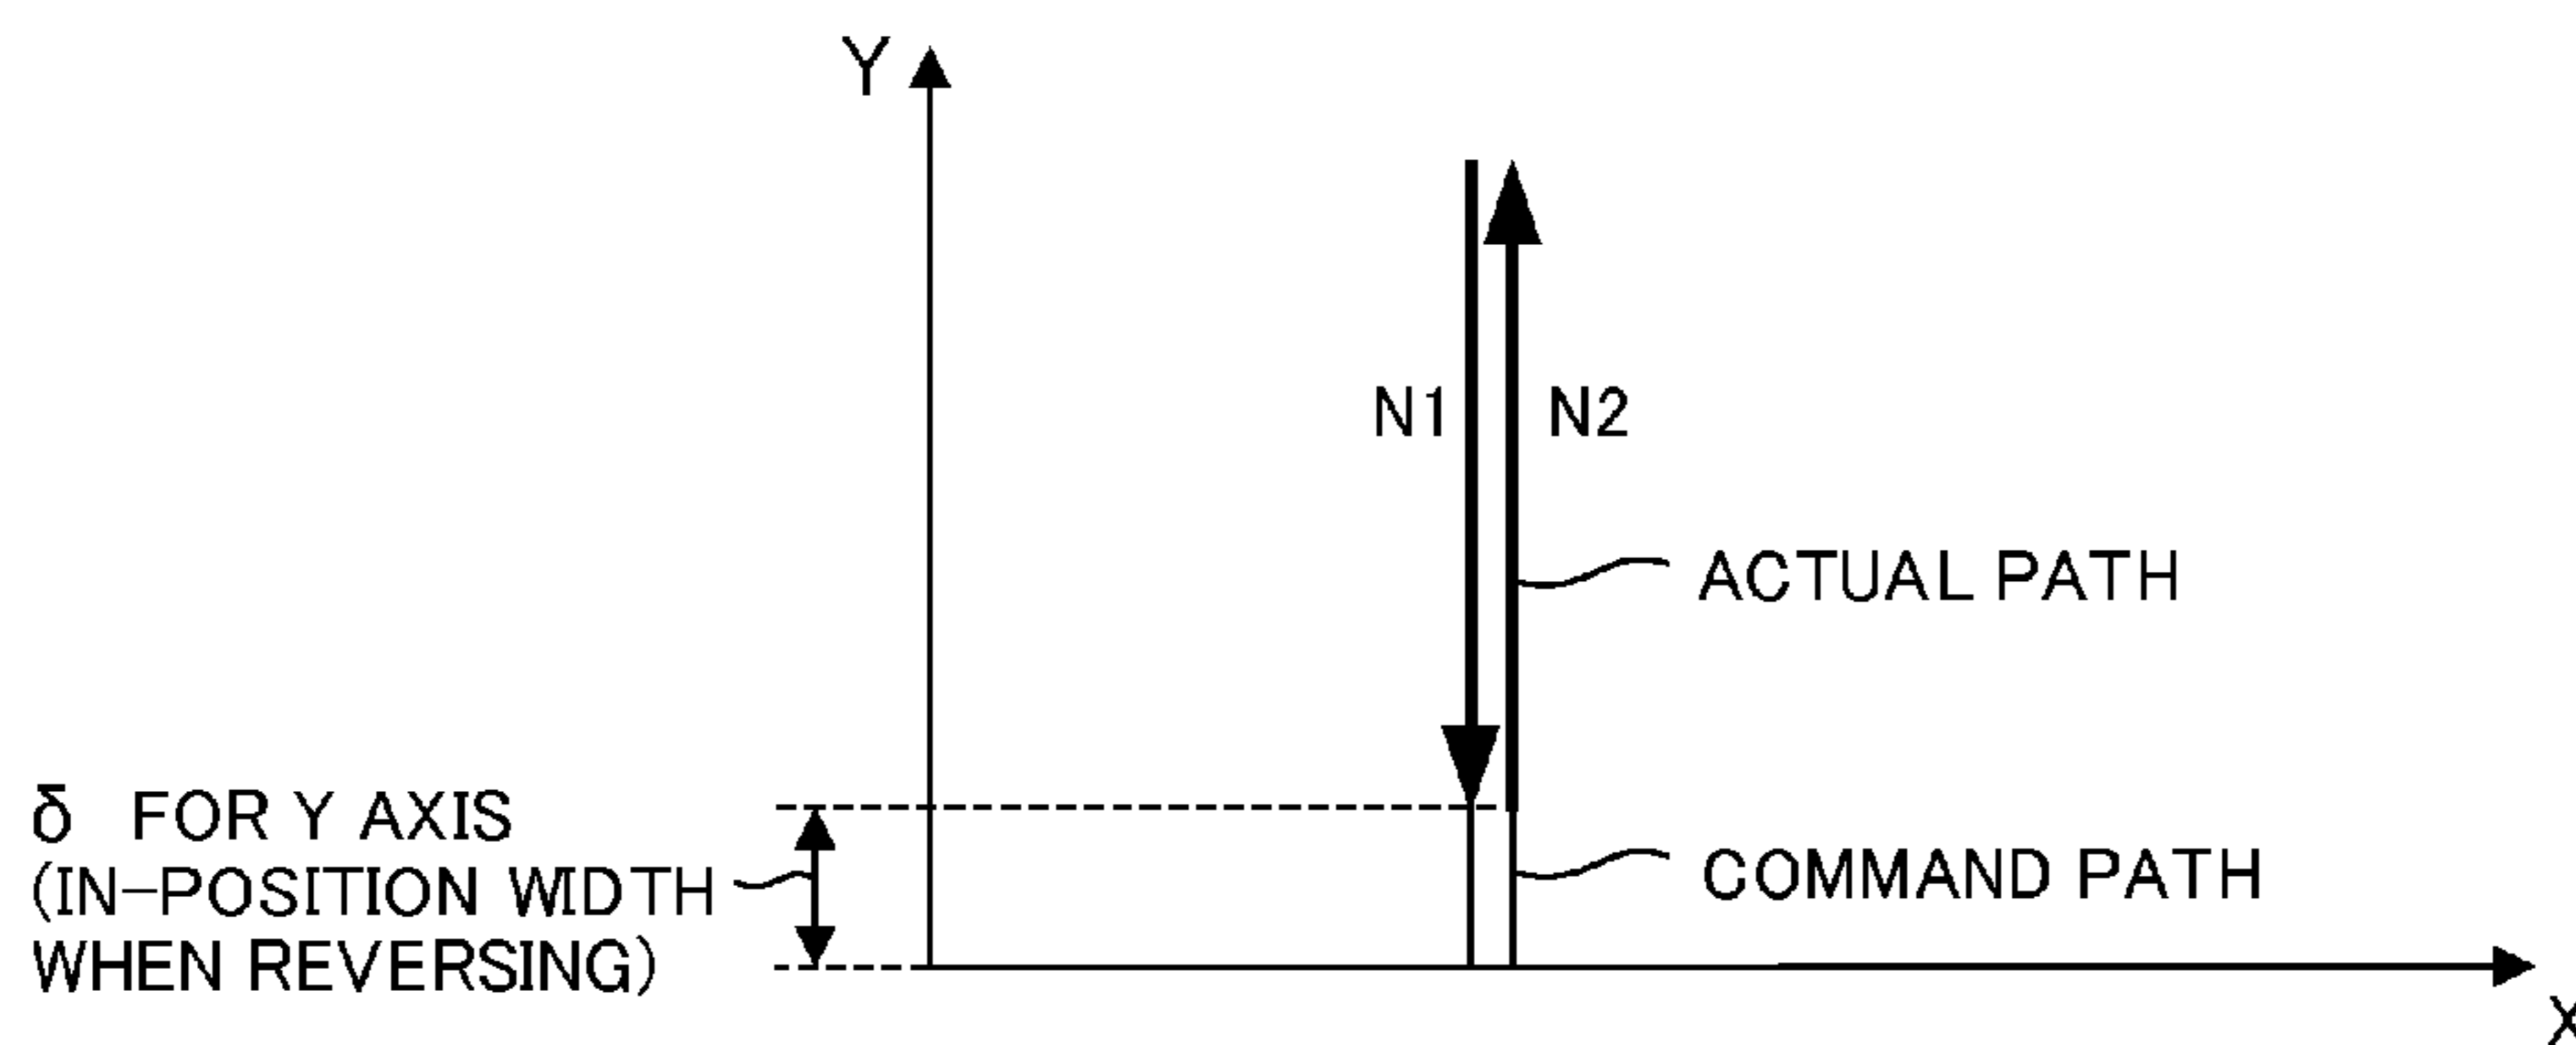 Y
N1
N2
ACTUAL PATH
δ FOR Y AXIS
(IN-POSITION WIDTH
WHEN REVERSING)
COMMAND PATH
X